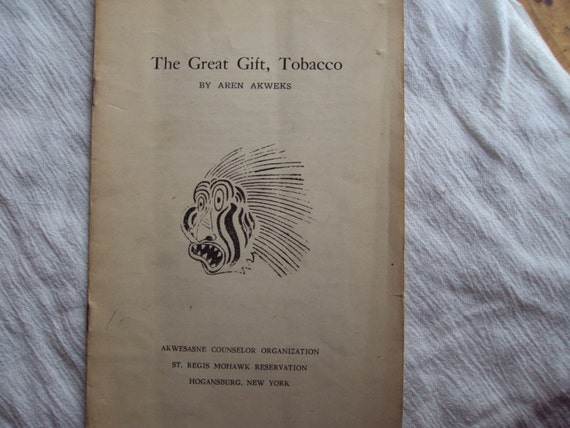 The Great Gift, Tobacco
BY AREN AKWEKS
AKWESASNE COUNSELOR ORGANIZATION
ST. REGIS MOHAWK RESERVATION
HOGANSBURG, NEW YORK